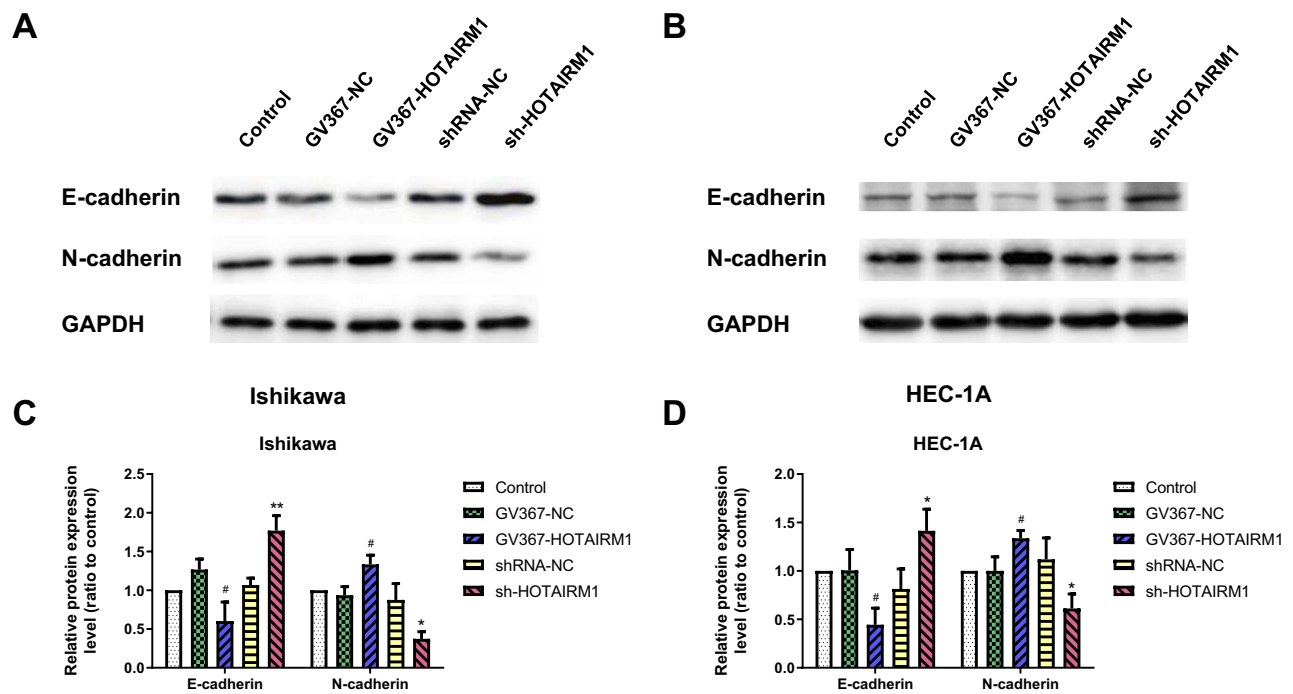 A
Control
GV367-NC
GV367-HOTAIRM1
shRNA-NC
sh-HOTAIRM1
E-cadherin
N-cadherin
GAPDH
Ishikawa
B
Control
GV367-NC
GV367-HOTAIRM1
shRNA-NC
sh-HOTAIRM1
E-cadherin
N-cadherin
GAPDH
HEC-1A
C
Ishikawa
Relative protein expression
level (ratio to control)
2.5
2.0
1.5
1.0
0.5
0.0
#
**
#
*
E-cadherin
N-cadherin
Control
GV367-NC
GV367-HOTAIRM1
shRNA-NC
sh-HOTAIRM1
D
HEC-1A
Relative protein expression
level (ratio to control)
2.0
1.5
1.0
0.5
0.0
#
*
#
*
E-cadherin
N-cadherin
Control
GV367-NC
GV367-HOTAIRM1
shRNA-NC
sh-HOTAIRM1